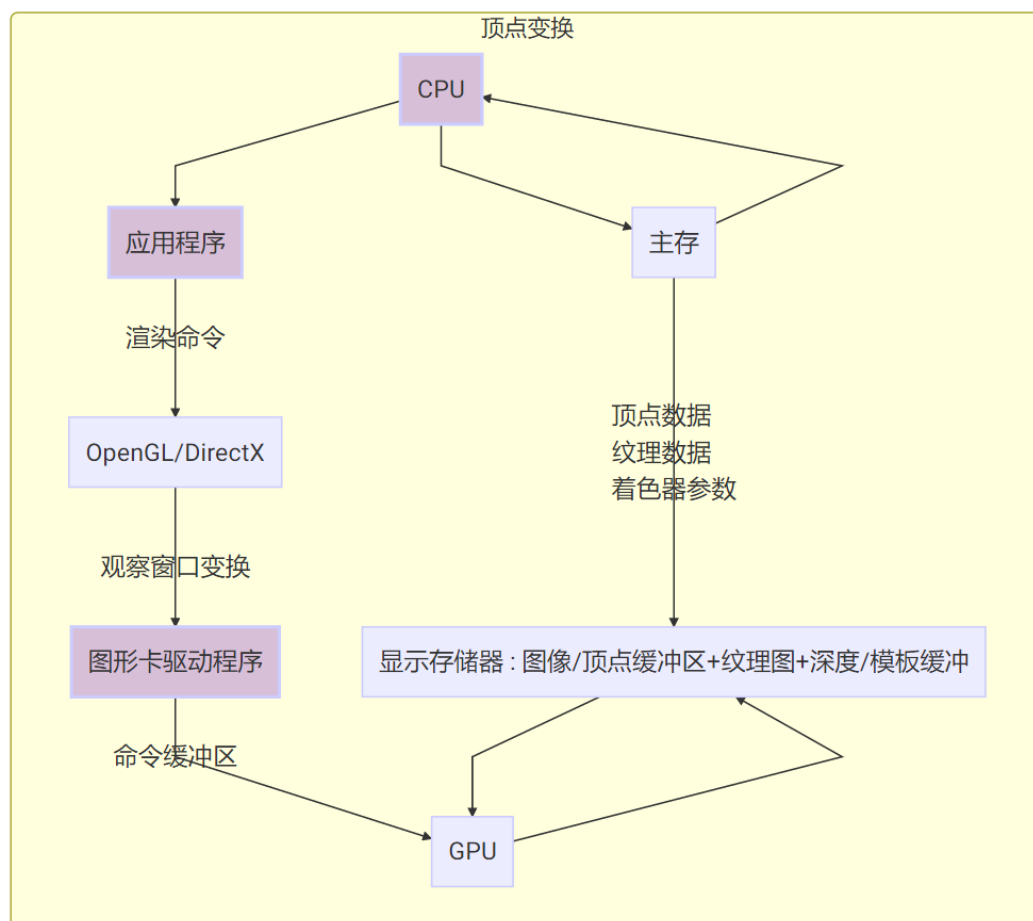 顶点变换
CPU
应用程序
主存
渲染命令
顶点数据
纹理数据
着色器参数
OpenGL/DirectX
观察窗口变换
图形卡驱动程序
显示存储器 : 图像/顶点缓冲区+纹理图+深度/模板缓冲
命令缓冲区
GPU